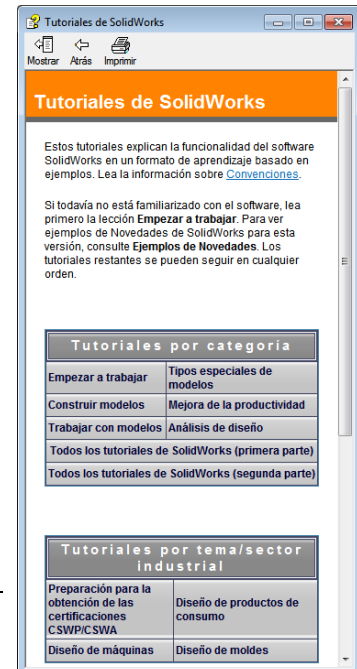 Tutoriales de SolidWorks
Mostrar Atrás Imprimir
Tutoriales de SolidWorks
Estos tutoriales explican la funcionalidad del software
SolidWorks en un formato de aprendizaje basado en
ejemplos. Lea la información sobre Convenciones.
Si todavía no está familiarizado con el software, lea
primero la lección Empezar a trabajar. Para ver
ejemplos de Novedades de SolidWorks para esta
versión, consulte Ejemplos de Novedades. Los
tutoriales restantes se pueden seguir en cualquier
orden.
Tutoriales por categoría
Empezar a trabajar
Tipos especiales de
modelos
Construir modelos
Mejora de la productividad
Trabajar con modelos
Análisis de diseño
Todos los tutoriales de SolidWorks (primera parte)
Todos los tutoriales de SolidWorks (segunda parte)
Tutoriales por tema/sector
industrial
Preparación para la
obtención de las
certificaciones
CSWP/CSWA
Diseño de productos de
consumo
Diseño de máquinas
Diseño de moldes